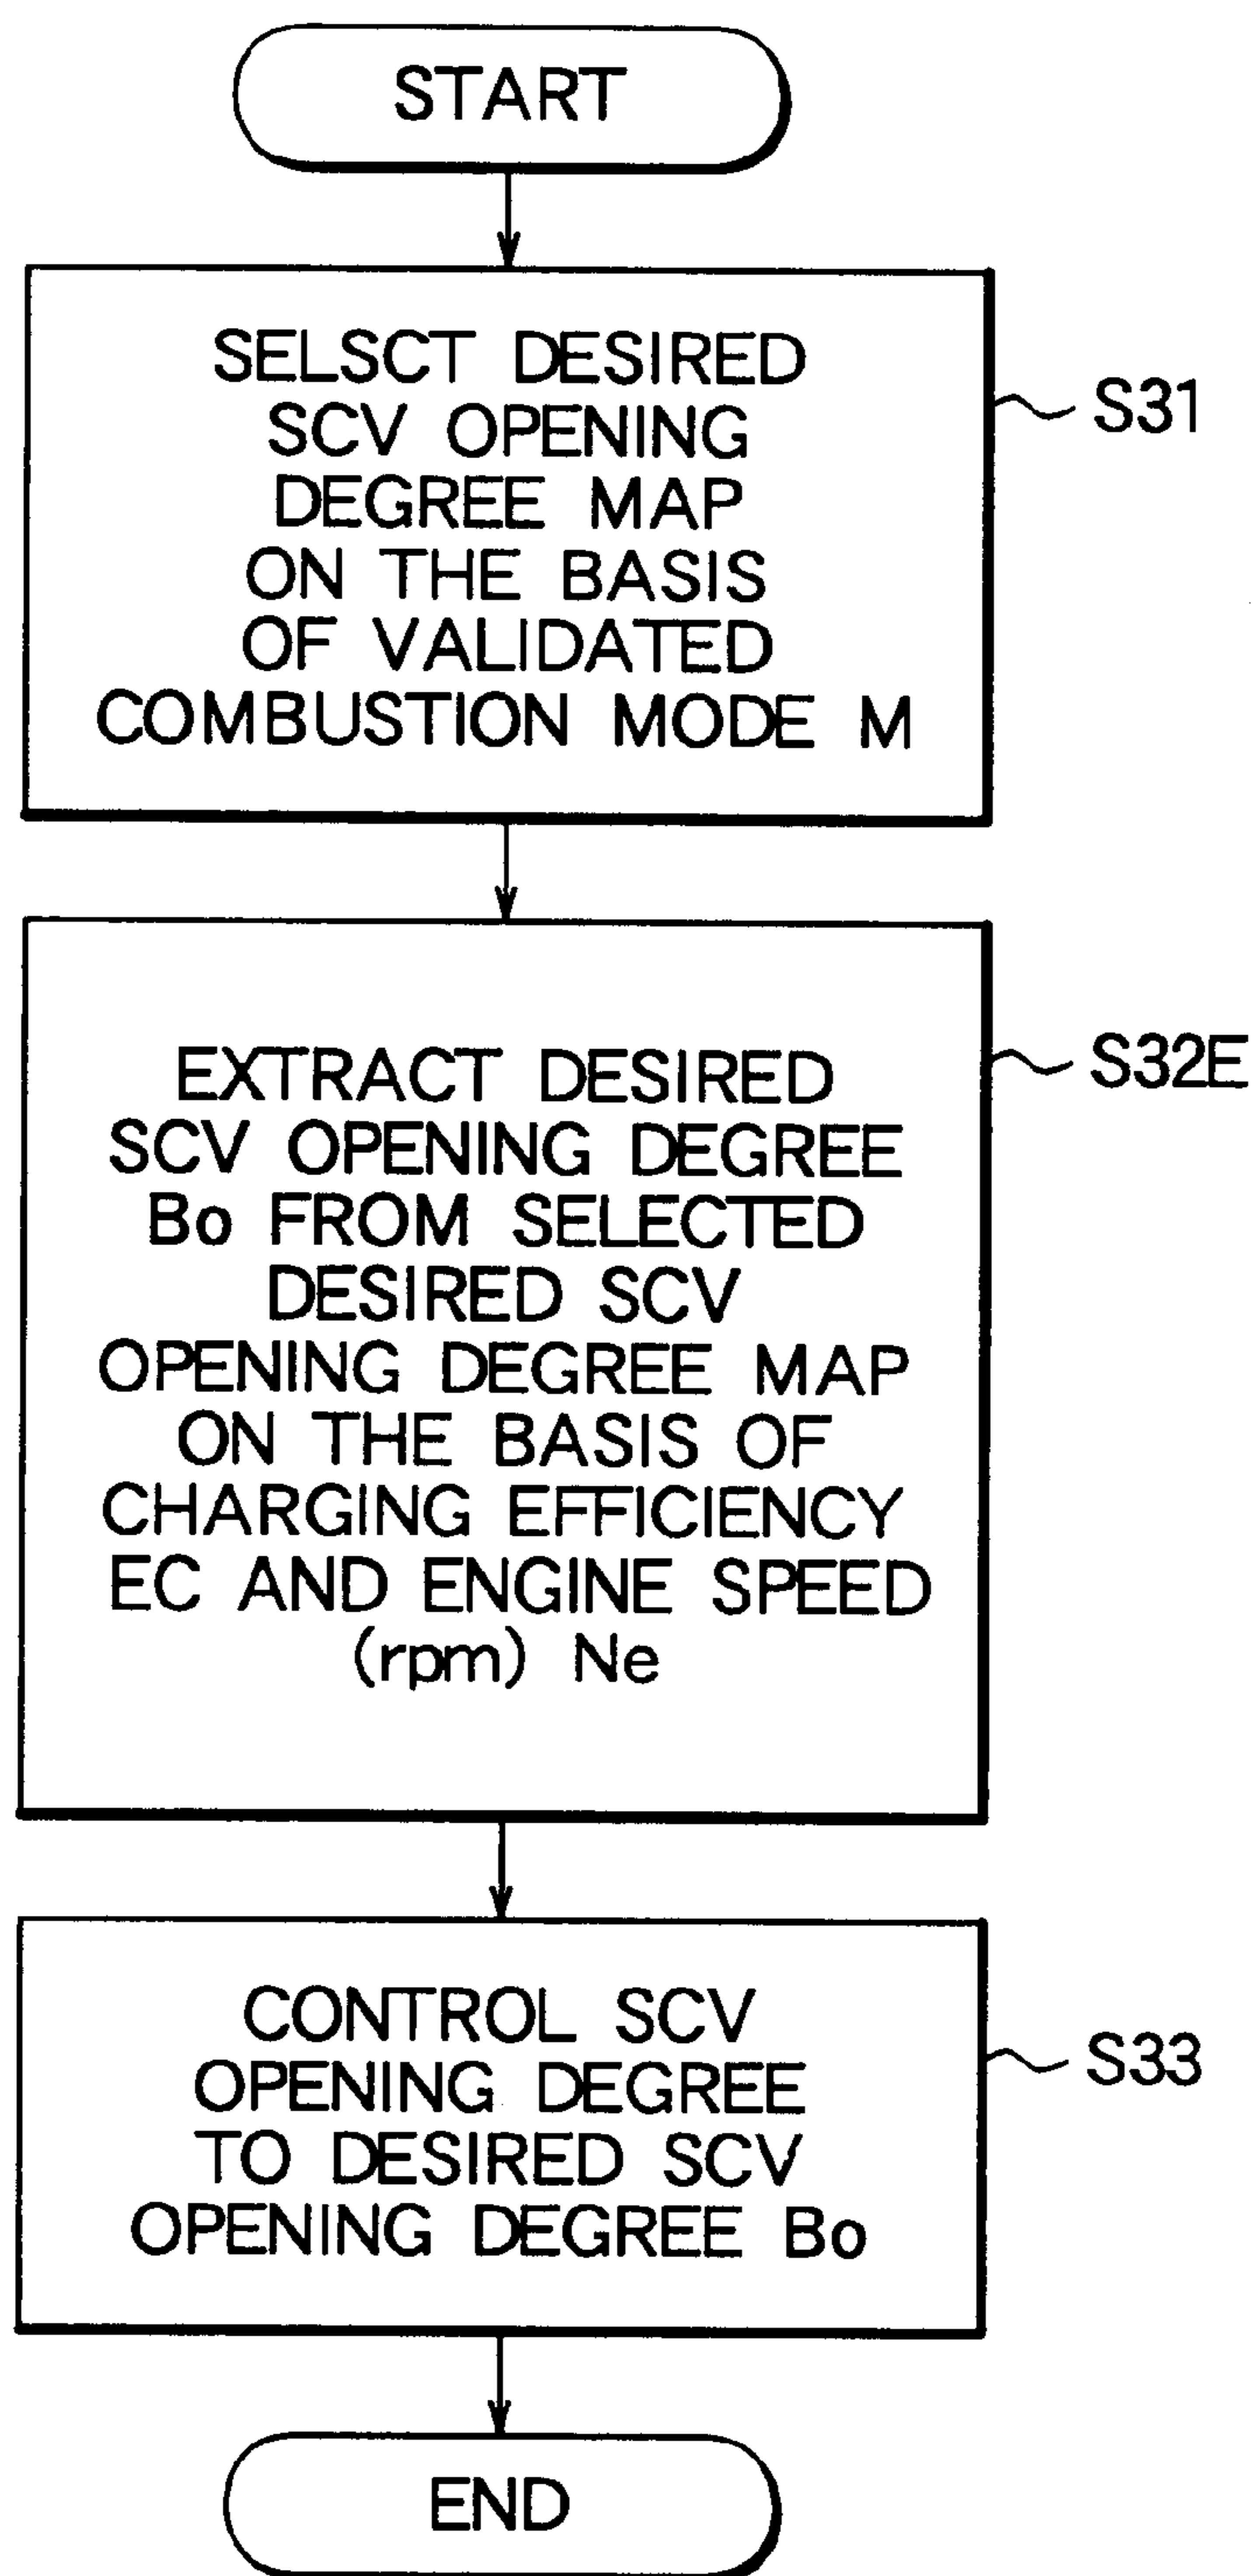 START
SELSCT DESIRED
SCV OPENING
DEGREE MAP
ON THE BASIS
OF VALIDATED
COMBUSTION MODE M
S31
EXTRACT DESIRED
SCV OPENING DEGREE
Bo FROM SELECTED
DESIRED SCV
OPENING DEGREE MAP
ON THE BASIS OF
CHARGING EFFICIENCY
EC AND ENGINE SPEED
(rpm) Ne
S32E
CONTROL SCV
OPENING DEGREE
TO DESIRED SCV
OPENING DEGREE Bo
S33
END